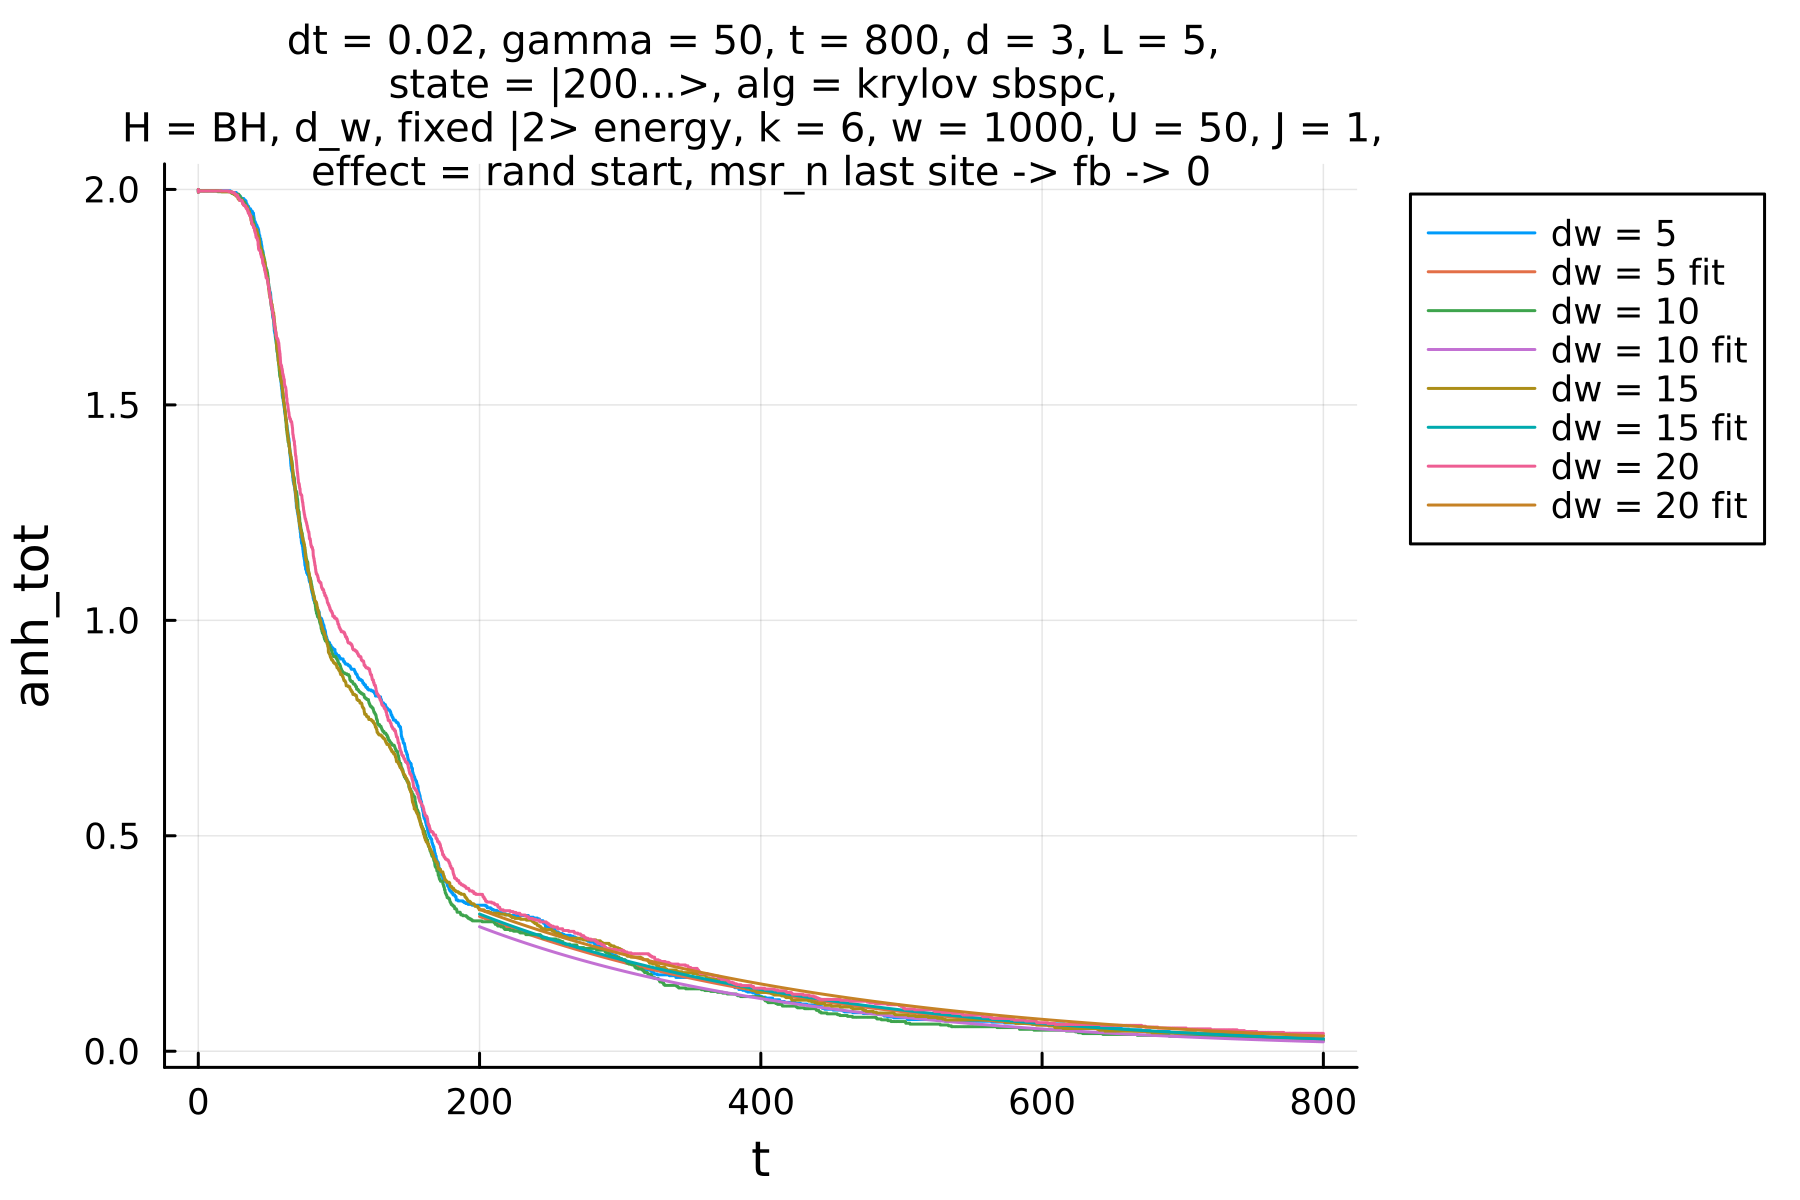 dt = 0.02, gamma = 50, t = 800, d = 3, L = 5,
state = |200...>, alg = krylov sbspc,
H = BH, d_w, fixed |2> energy, k = 6, w = 1000, U = 50, J = 1,
effect = rand start, msr_n last site -> fb -> 0
2.0
1.5
1.0
0.5
0.0
anh_tot
0
200
400
600
800
t
dw = 5
dw = 5 fit
dw = 10
dw = 10 fit
dw = 15
dw = 15 fit
dw = 20
dw = 20 fit